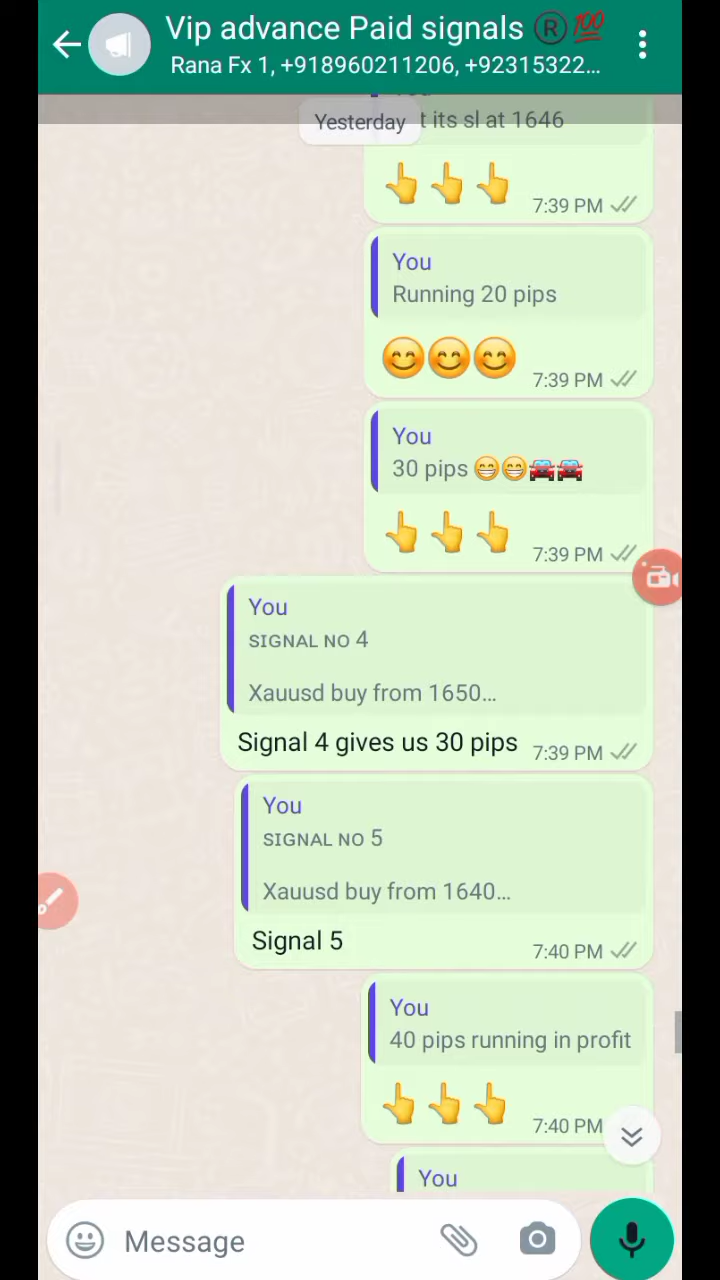 Vip advance Paid signals ®💯
Rana Fx 1, +918960211206, +92315322...
Yesterday
t its sl at 1646
👆👆👆
7:39 PM
You
Running 20 pips
😊😊😊
7:39 PM
You
30 pips 😁😁🚘🚘
👆👆👆
7:39 PM
You
SIGNAL NO 4
Xauusd buy from 1650...
Signal 4 gives us 30 pips
7:39 PM
You
SIGNAL NO 5
Xauusd buy from 1640...
Signal 5
7:40 PM
You
40 pips running in profit
👆👆👆
7:40 PM
You
Message